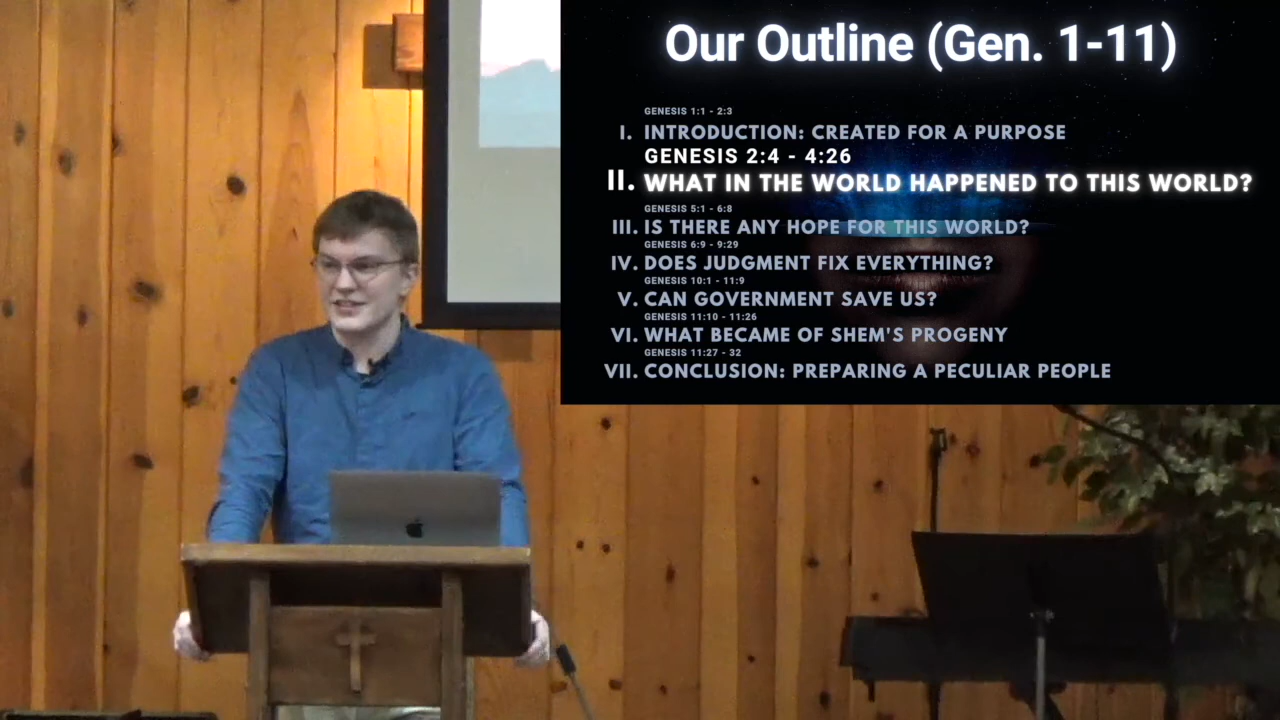 Our Outline (Gen. 1-11)
GENESIS 1:1 - 2:3
I. INTRODUCTION: CREATED FOR A PURPOSE
GENESIS 2:4 - 4:26
II. WHAT IN THE WORLD HAPPENED TO THIS WORLD?
GENESIS 5:1 - 6:8
III. IS THERE ANY HOPE FOR THIS WORLD?
GENESIS 6:9 - 9:29
IV. DOES JUDGMENT FIX EVERYTHING?
GENESIS 10:1 - 11:9
V. CAN GOVERNMENT SAVE US?
GENESIS 11:10 - 11:26
VI. WHAT BECAME OF SHEM'S PROGENY
GENESIS 11:27 - 32
VII. CONCLUSION: PREPARING A PECULIAR PEOPLE